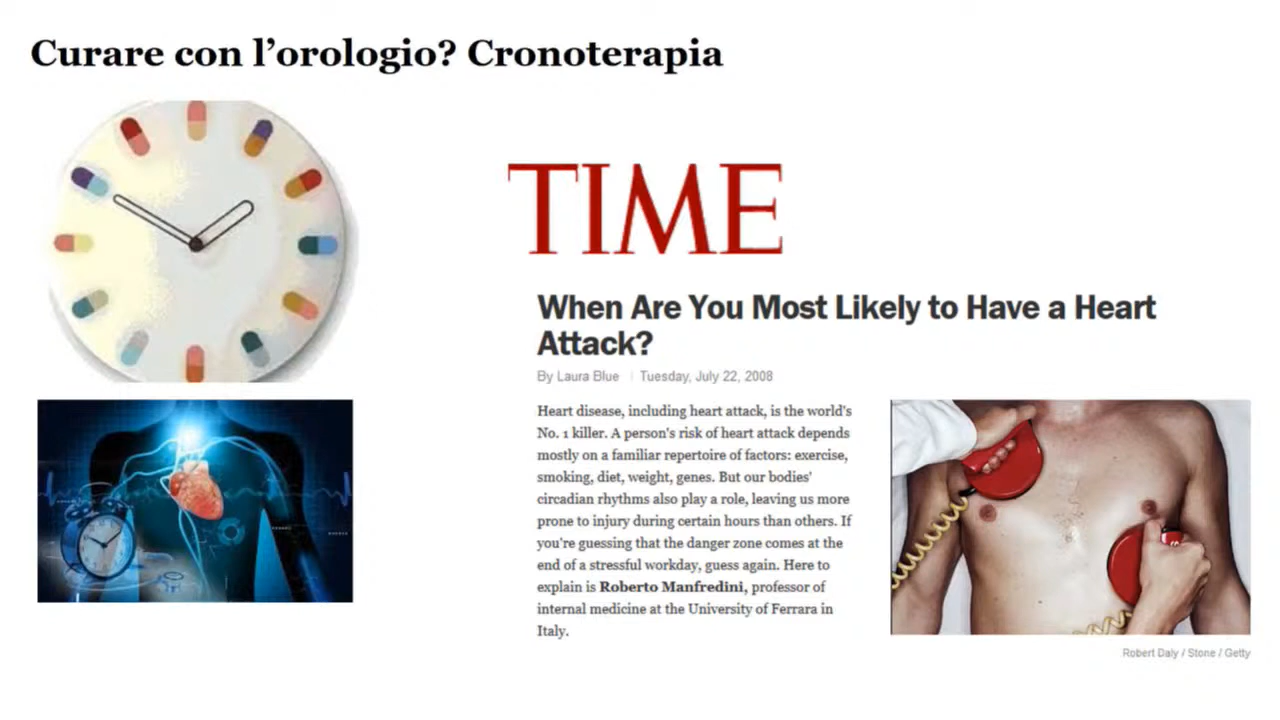 Curare con l’orologio? Cronoterapia
TIME
When Are You Most Likely to Have a Heart
Attack?
By Laura Blue | Tuesday, July 22, 2008
Heart disease, including heart attack, is the world's
No. 1 killer. A person's risk of heart attack depends
mostly on a familiar repertoire of factors: exercise,
smoking, diet, weight, genes. But our bodies'
circadian rhythms also play a role, leaving us more
prone to injury during certain hours than others. If
you're guessing that the danger zone comes at the
end of a stressful workday, guess again. Here to
explain is Roberto Manfredini, professor of
internal medicine at the University of Ferrara in
Italy.
Robert Daly / Stone / Getty